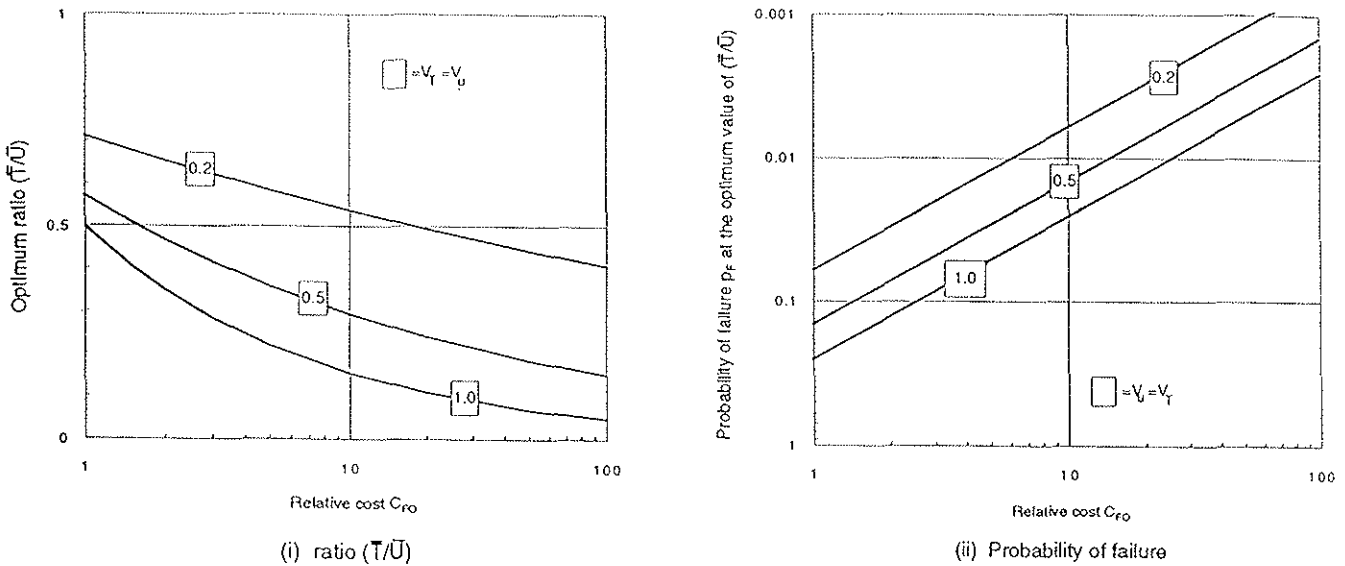 1
0.5
0
Optimum ratio (T̄/Ū)
□ =V_T =V_u
0.2
0.5
1.0
1
10
100
Relative cost C_FO
(i) ratio (T̄/Ū)
0.001
0.01
0.1
1
Probability of failure p_F at the optimum value of (T̄/Ū)
0.2
0.5
1.0
□ =V_u =V_T
1
10
100
Relative cost C_FO
(ii) Probability of failure